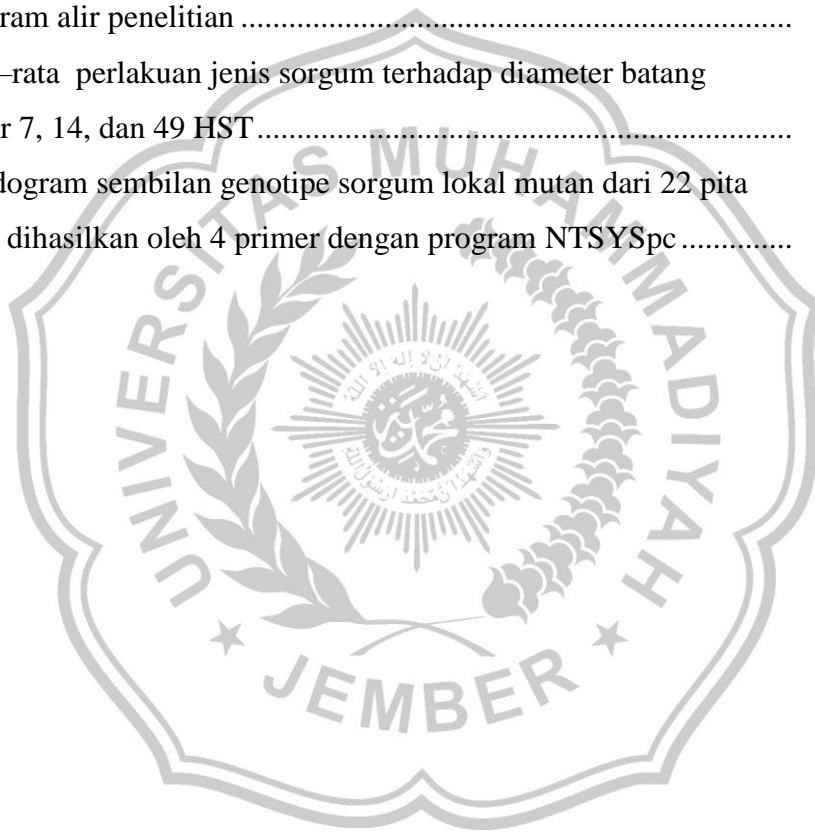 ram alir penelitian ..................................................................................
–rata perlakuan jenis sorgum terhadap diameter batang
r 7, 14, dan 49 HST................................................................................
dogram sembilan genotipe sorgum lokal mutan dari 22 pita
dihasilkan oleh 4 primer dengan program NTSYSpc ..............
UNIVERSITAS MUHAMMADIYAH
JEMBER